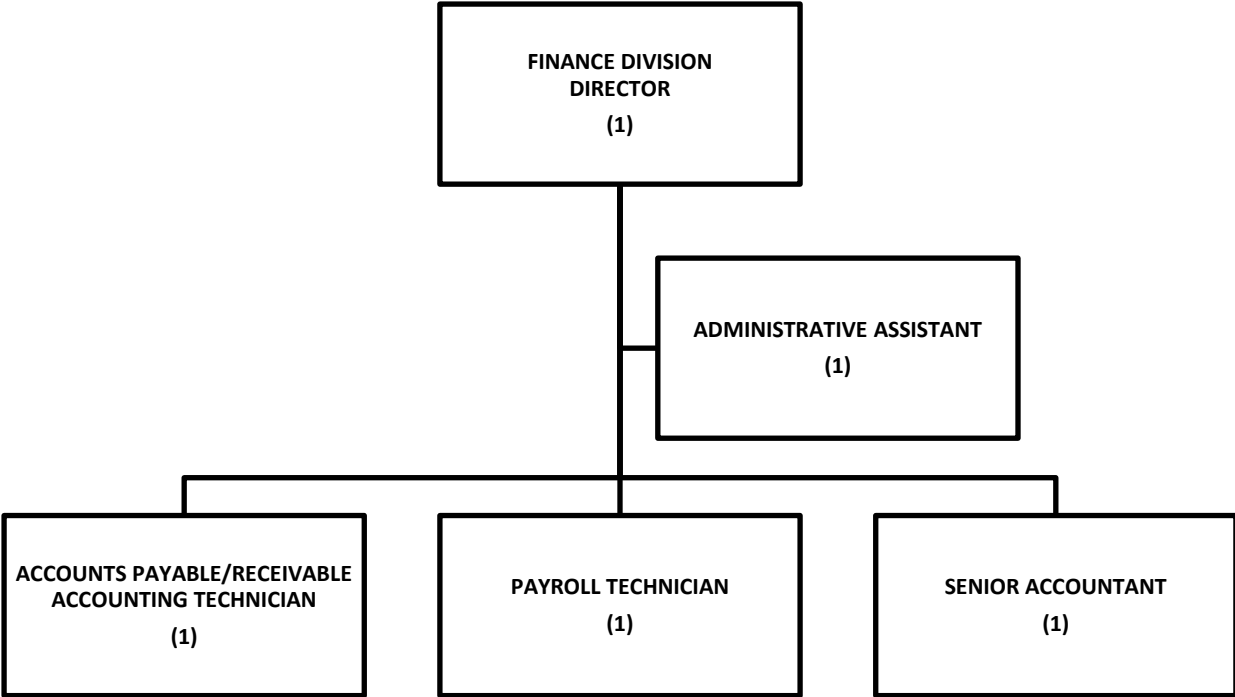 FINANCE DIVISION
DIRECTOR
(1)
ADMINISTRATIVE ASSISTANT
(1)
ACCOUNTS PAYABLE/RECEIVABLE
ACCOUNTING TECHNICIAN
(1)
PAYROLL TECHNICIAN
(1)
SENIOR ACCOUNTANT
(1)